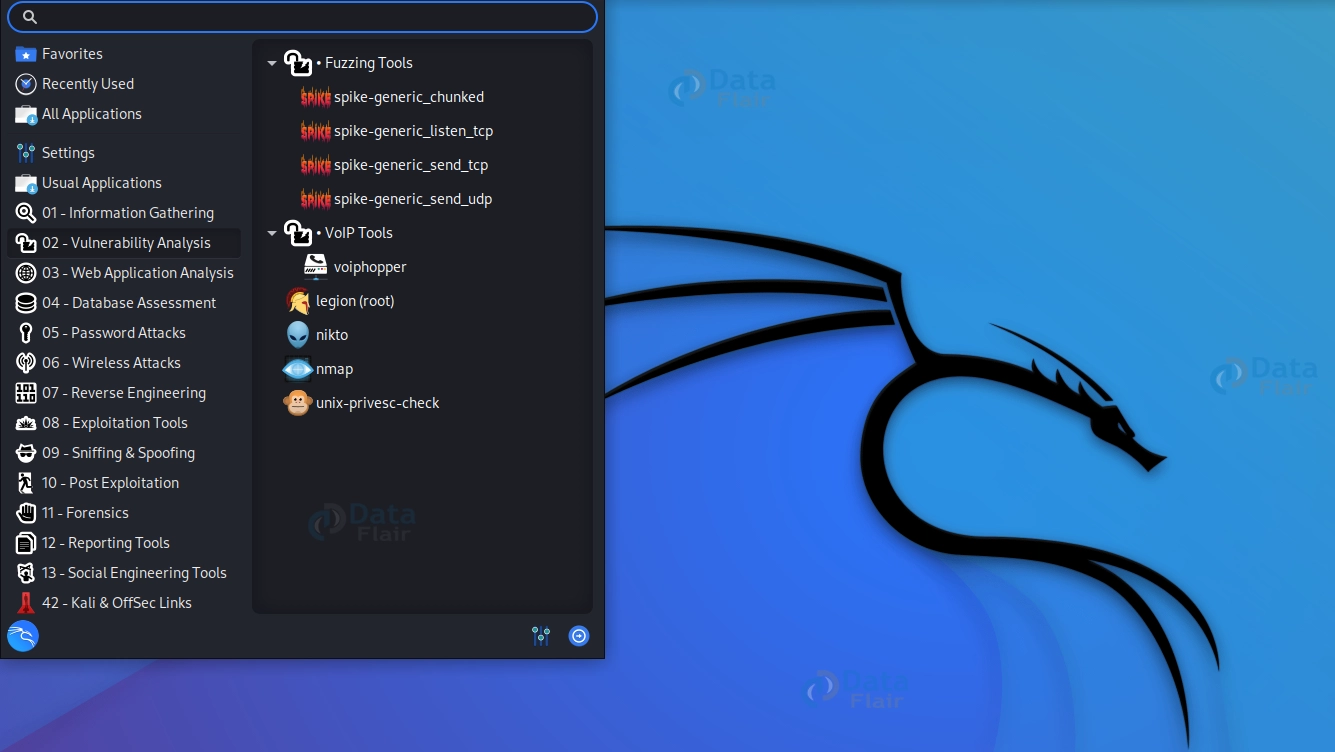 Favorites
Recently Used
All Applications
Settings
Usual Applications
01 - Information Gathering
02 - Vulnerability Analysis
03 - Web Application Analysis
04 - Database Assessment
05 - Password Attacks
06 - Wireless Attacks
07 - Reverse Engineering
08 - Exploitation Tools
09 - Sniffing & Spoofing
10 - Post Exploitation
11 - Forensics
12 - Reporting Tools
13 - Social Engineering Tools
42 - Kali & OffSec Links
• Fuzzing Tools
SPIKE spike-generic_chunked
SPIKE spike-generic_listen_tcp
SPIKE spike-generic_send_tcp
SPIKE spike-generic_send_udp
• VoIP Tools
voiphopper
legion (root)
nikto
nmap
unix-privesc-check
Data
Flair
Data
Flair
Data
Flair
Data
Flair